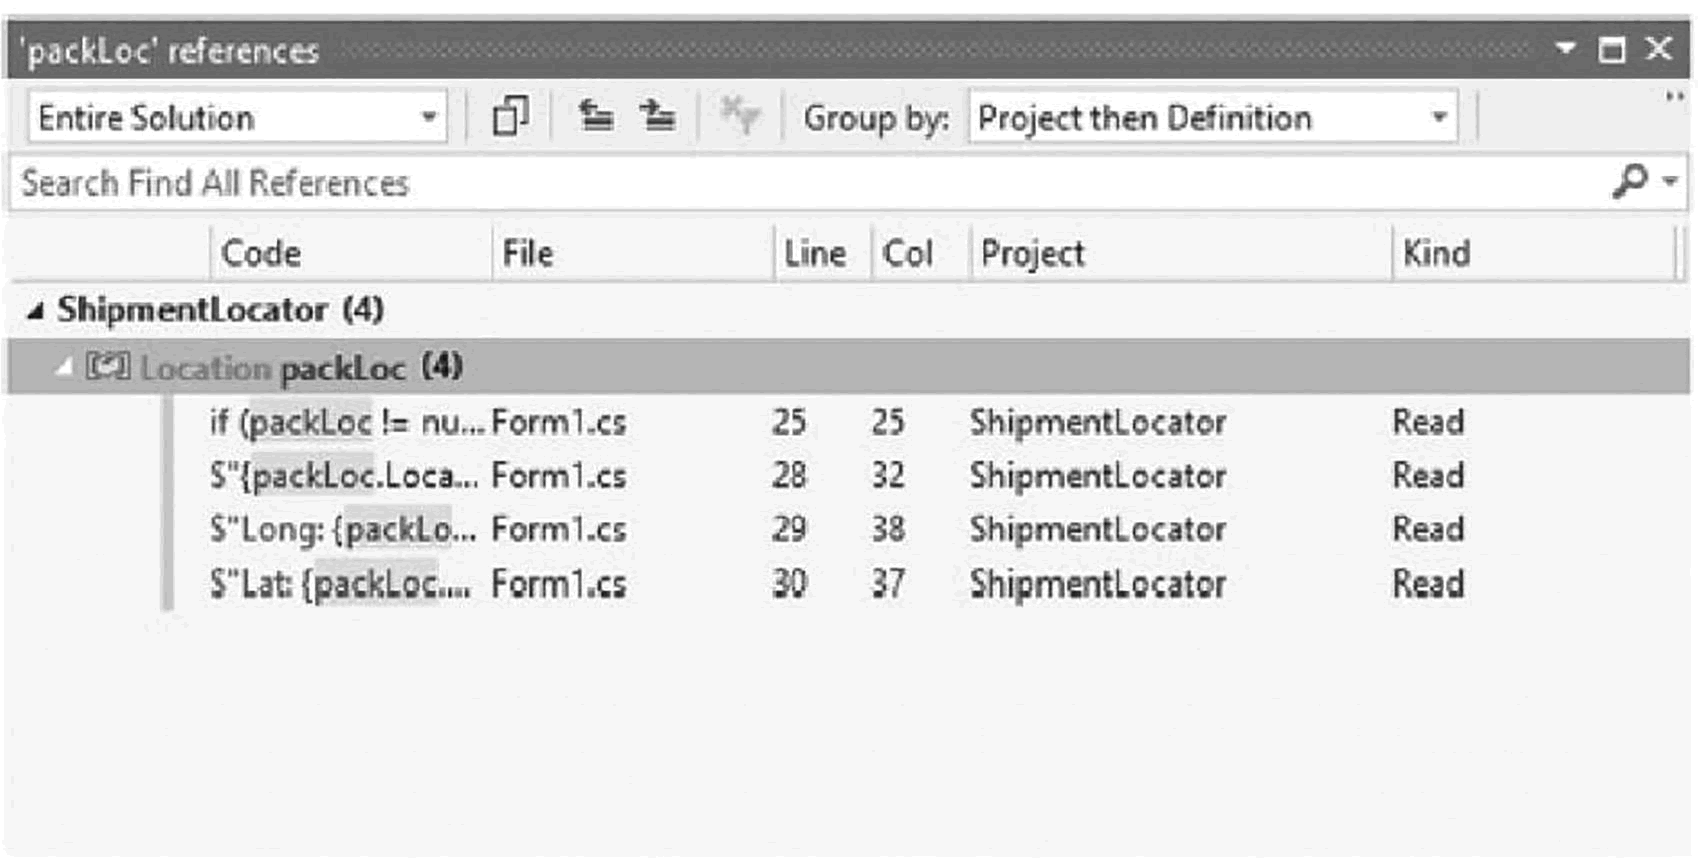 'packLoc' references
Entire Solution Group by: Project then Definition
Search Find All References
Code File Line Col Project Kind
ShipmentLocator (4)
Location packLoc (4)
if (packLoc != nu... Form1.cs 25 25 ShipmentLocator Read
$"{packLoc.Loca... Form1.cs 28 32 ShipmentLocator Read
$"Long: {packLo... Form1.cs 29 38 ShipmentLocator Read
$"Lat: {packLoc.... Form1.cs 30 37 ShipmentLocator Read